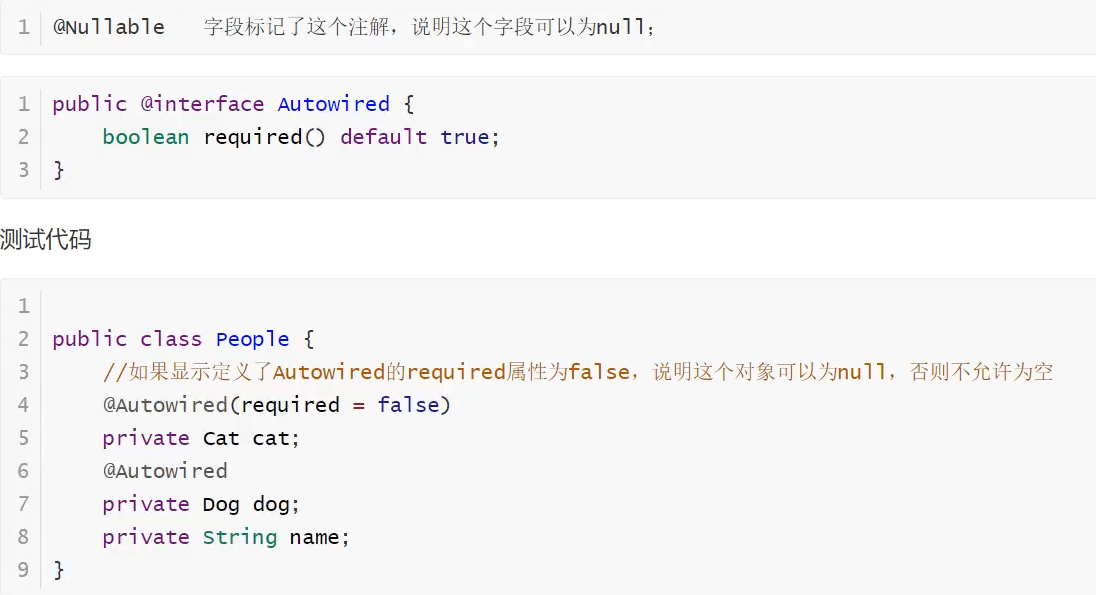 1 @Nullable 字段标记了这个注解，说明这个字段可以为null；
1 public @interface Autowired {
2 boolean required() default true;
3 }
测试代码
1
2 public class People {
3 //如果显示定义了Autowired的required属性为false，说明这个对象可以为null，否则不允许为空
4 @Autowired(required = false)
5 private Cat cat;
6 @Autowired
7 private Dog dog;
8 private String name;
9 }